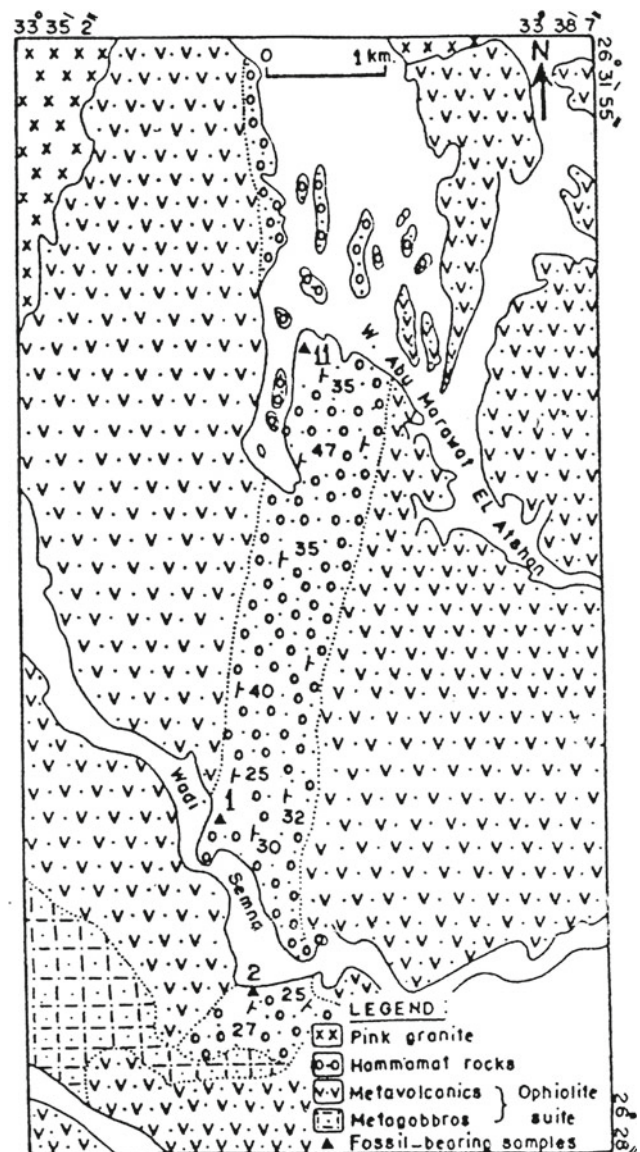 33° 35' 2"
33° 38' 7"
26° 31' 55"
0 1 km.
N
11
W. Abu Marawat El Atshan
35
47
35
40
25
1
32
30
Wadi Semna
2
25
27
LEGEND
Pink granite
Hammamat rocks
Metavolcanics
Metagabbros
Ophiolite suite
Fossil-bearing samples
26° 28'